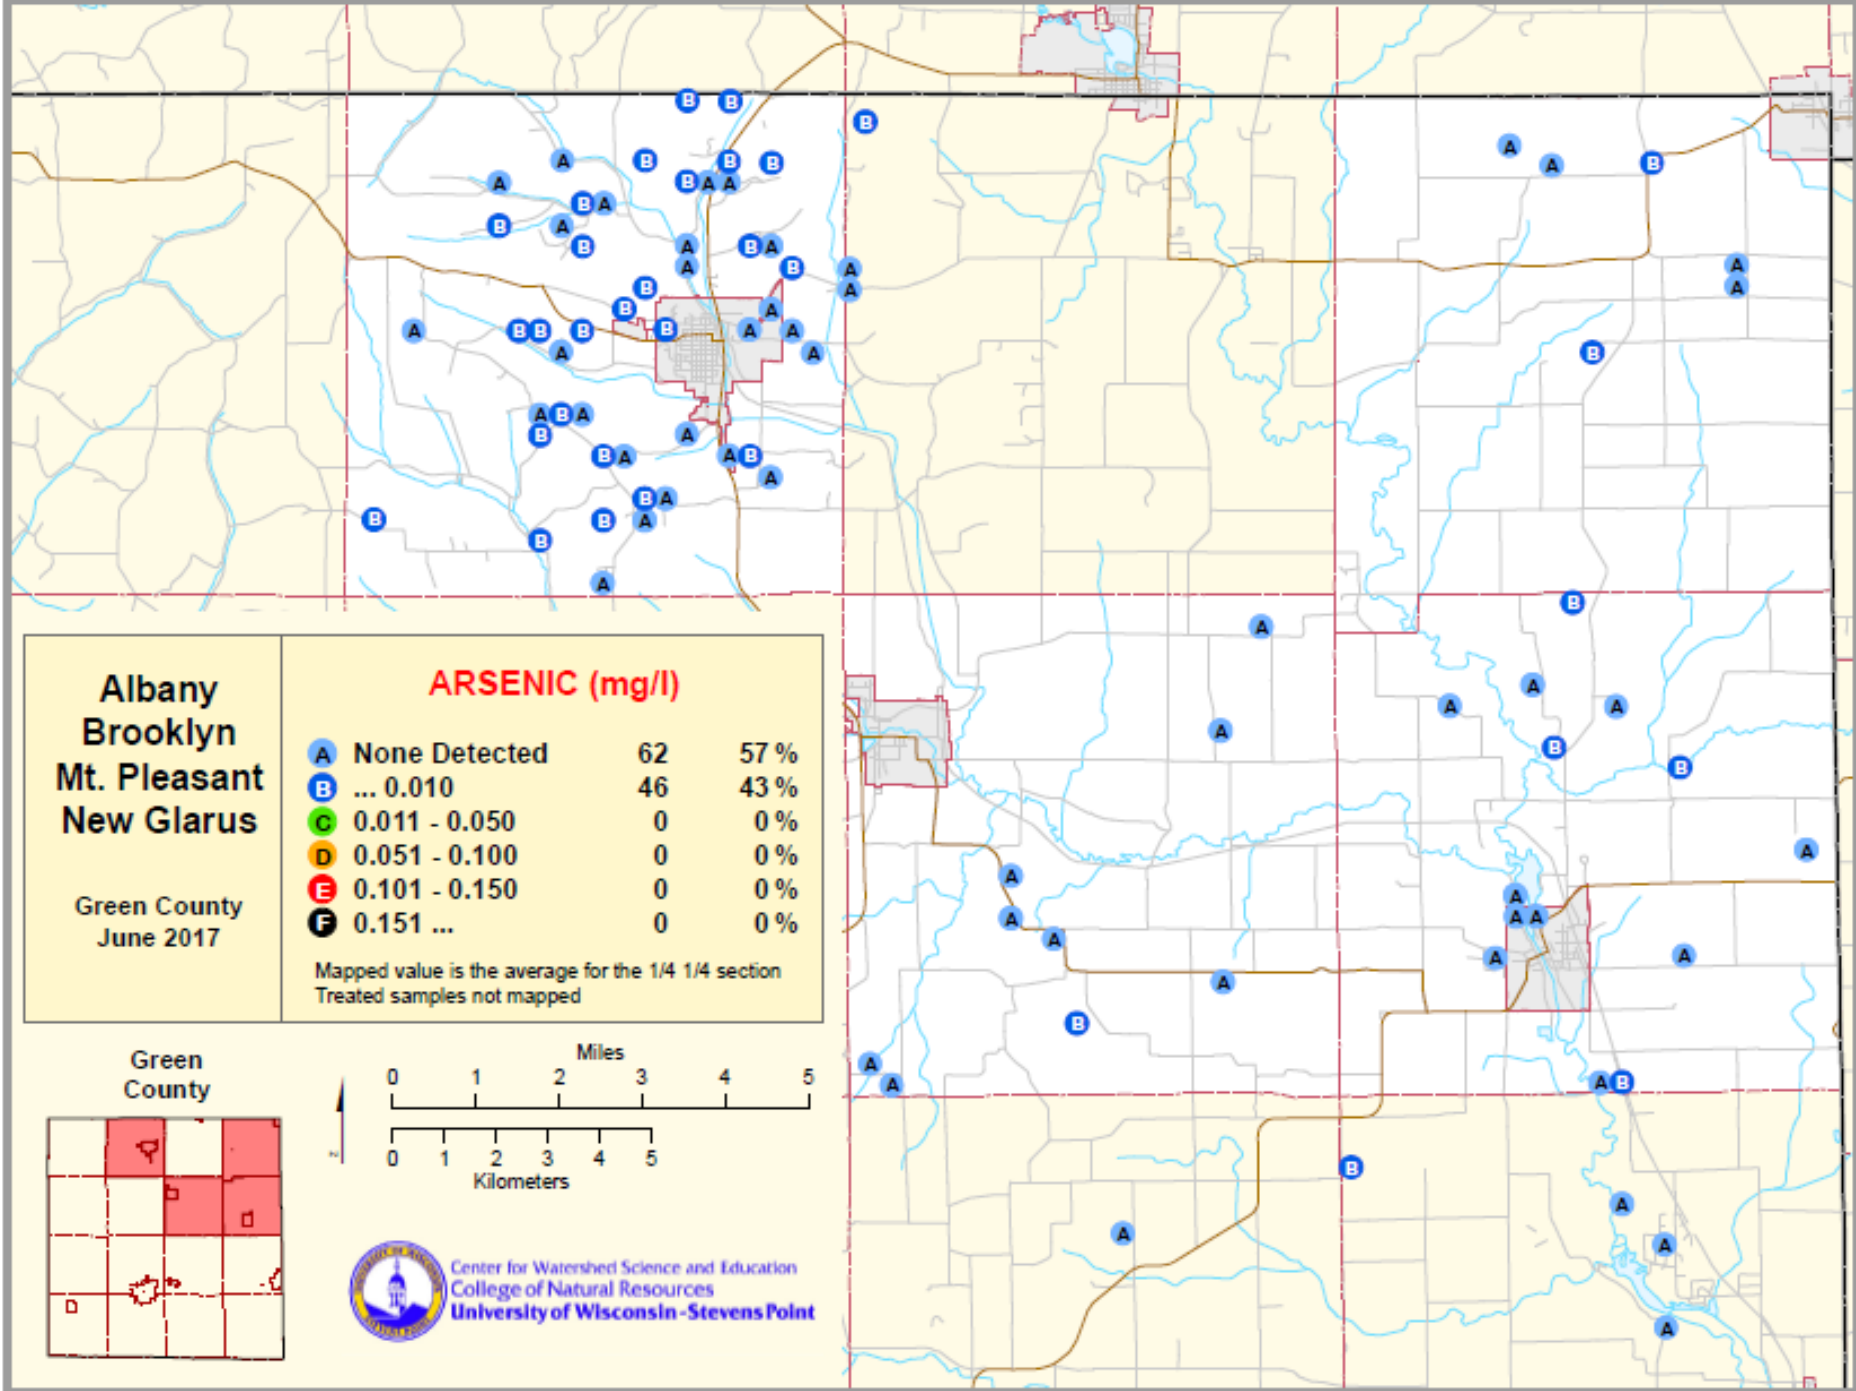 Albany
Brooklyn
Mt. Pleasant
New Glarus
Green County
June 2017
ARSENIC (mg/l)
A None Detected 62 57 %
B ... 0.010 46 43 %
C 0.011 - 0.050 0 0 %
D 0.051 - 0.100 0 0 %
E 0.101 - 0.150 0 0 %
F 0.151 ... 0 0 %
Mapped value is the average for the 1/4 1/4 section
Treated samples not mapped
Green
County
Miles
0 1 2 3 4 5
0 1 2 3 4 5
Kilometers
Center for Watershed Science and Education
College of Natural Resources
University of Wisconsin - Stevens Point